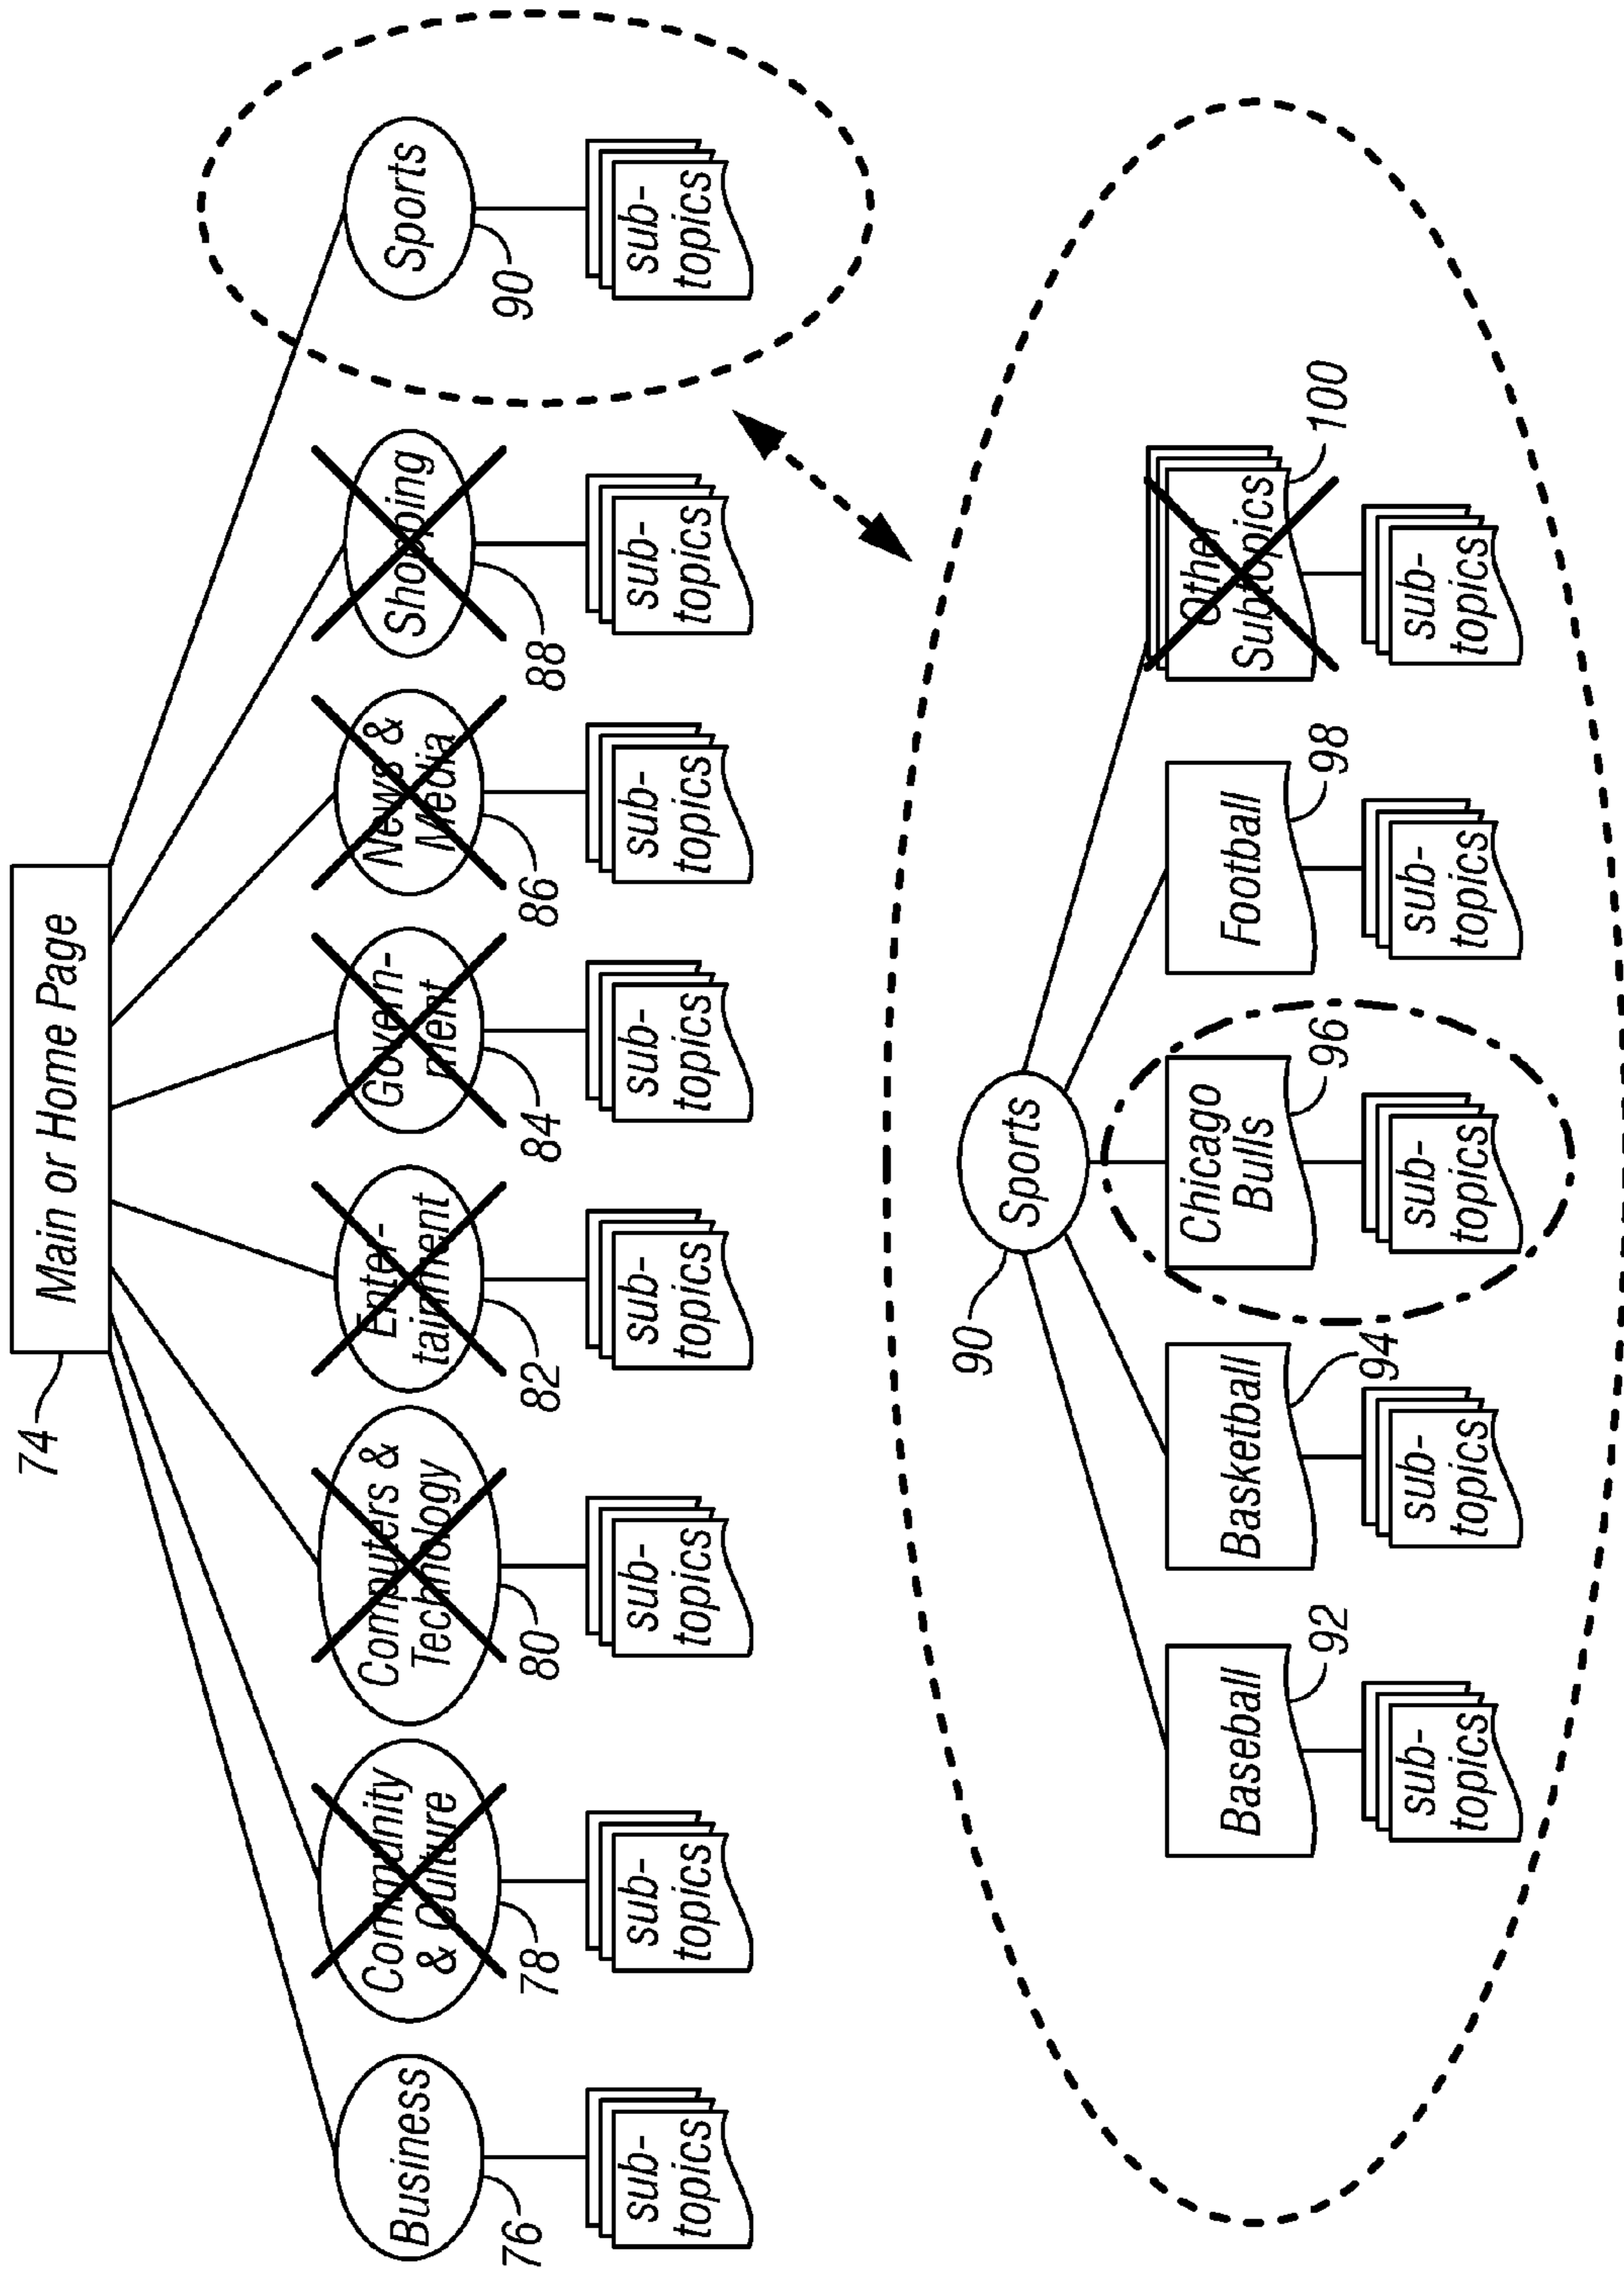 74
Main or Home Page
Business
Community
& Culture
Computers &
Technology
Enter-
tainment
Govern-
ment
News &
Media
Shopping
Sports
76
78
80
82
84
86
88
90
sub-
topics
sub-
topics
sub-
topics
sub-
topics
sub-
topics
sub-
topics
sub-
topics
sub-
topics
90
Sports
Baseball
Basketball
Chicago
Bulls
Football
Other
Subtopics
92
94
96
98
100
sub-
topics
sub-
topics
sub-
topics
sub-
topics
sub-
topics